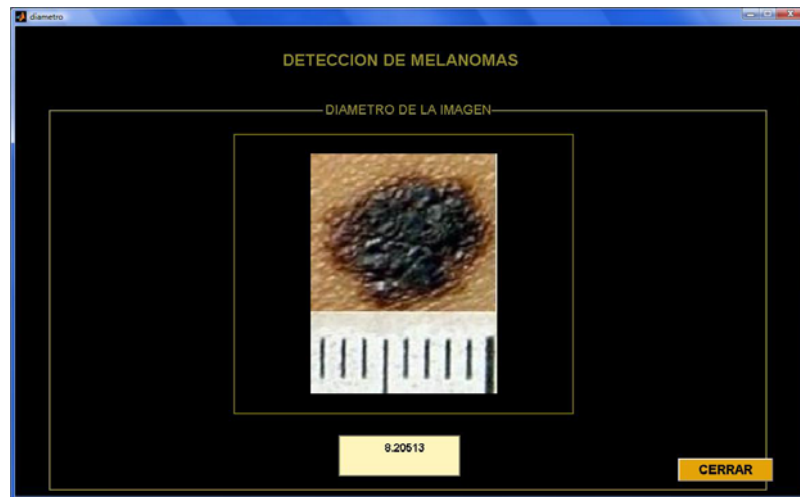 diametro
DETECCION DE MELANOMAS
DIAMETRO DE LA IMAGEN
8.20513
CERRAR